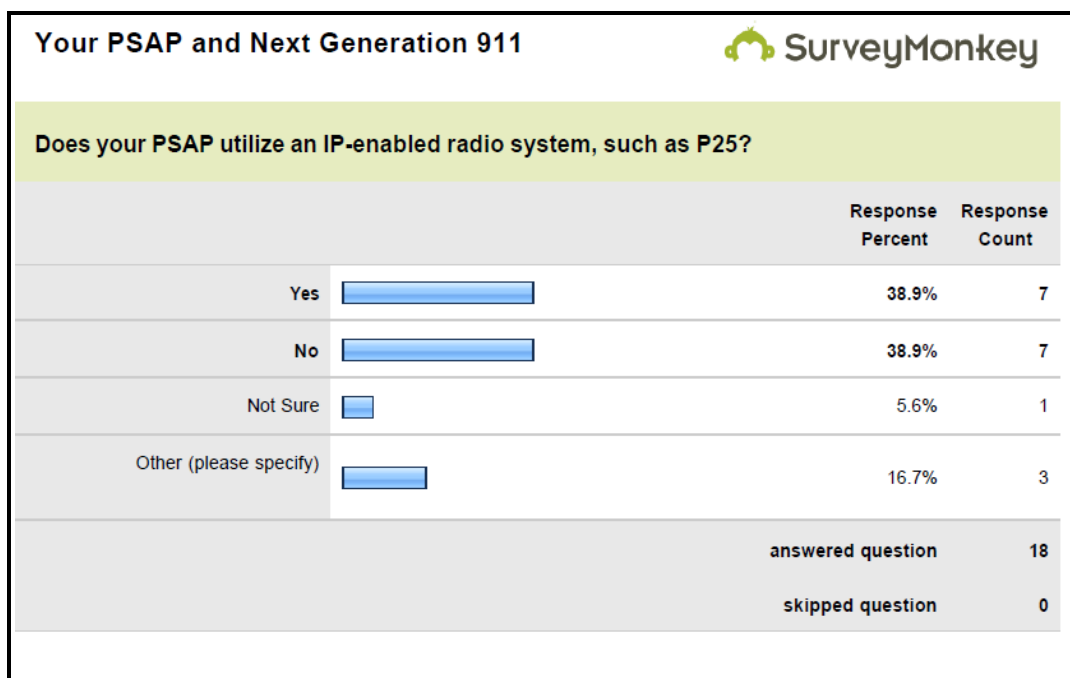 Your PSAP and Next Generation 911
SurveyMonkey
Does your PSAP utilize an IP-enabled radio system, such as P25?
Response Percent Response Count
Yes 38.9% 7
No 38.9% 7
Not Sure 5.6% 1
Other (please specify) 16.7% 3
answered question 18
skipped question 0